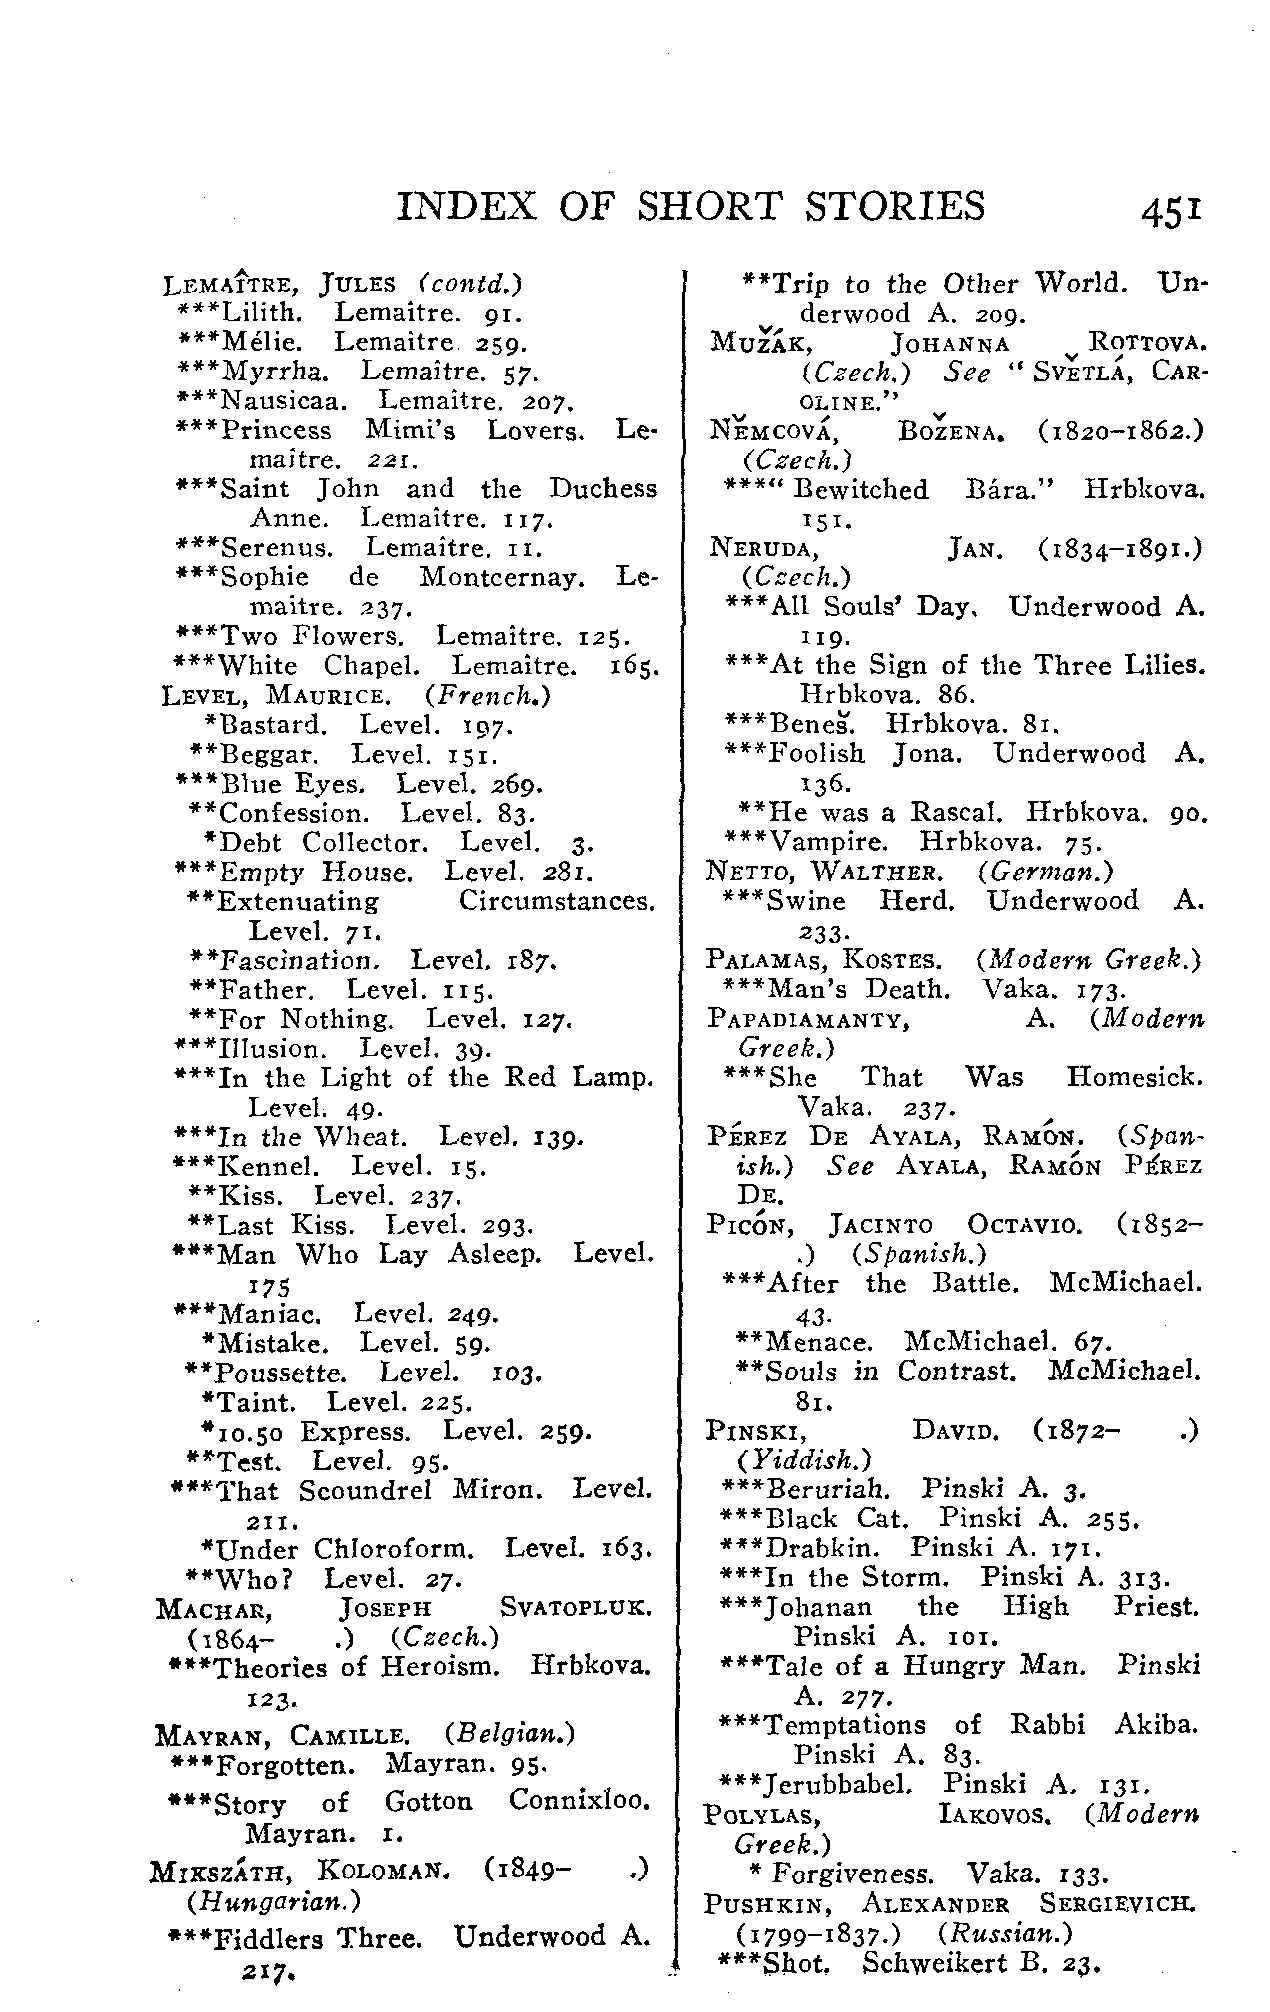 INDEX OF SHORT STORIES 451
LEMAÎTRE, JULES (contd.)
***Lilith. Lemaitre. 91.
***Mélie. Lemaitre. 259.
***Myrrha. Lemaître. 57.
***Nausicaa. Lemaître. 207.
***Princess Mimi's Lovers. Le-
maître. 221.
***Saint John and the Duchess
Anne. Lemaître. 117.
***Serenus. Lemaître. 11.
***Sophie de Montcernay. Le-
maitre. 237.
***Two Flowers. Lemaître. 125.
***White Chapel. Lemaître. 165.
LEVEL, MAURICE. (French.)
*Bastard. Level. 197.
**Beggar. Level. 151.
***Blue Eyes. Level. 269.
**Confession. Level. 83.
*Debt Collector. Level. 3.
***Empty House. Level. 281.
**Extenuating Circumstances.
Level. 71.
**Fascination. Level. 187.
**Father. Level. 115.
**For Nothing. Level. 127.
***Illusion. Level. 39.
***In the Light of the Red Lamp.
Level. 49.
***In the Wheat. Level. 139.
***Kennel. Level. 15.
**Kiss. Level. 237.
**Last Kiss. Level. 293.
***Man Who Lay Asleep. Level.
175
***Maniac. Level. 249.
*Mistake. Level. 59.
**Poussette. Level. 103.
*Taint. Level. 225.
*10.50 Express. Level. 259.
**Test. Level. 95.
***That Scoundrel Miron. Level.
211.
*Under Chloroform. Level. 163.
**Who? Level. 27.
MACHAR, JOSEPH SVATOPLUK.
(1864- .) (Czech.)
***Theories of Heroism. Hrbkova.
123.
MAYRAN, CAMILLE. (Belgian.)
***Forgotten. Mayran. 95.
***Story of Gotton Connixloo.
Mayran. 1.
MIKSZÁTH, KOLOMAN. (1849– .)
(Hungarian.)
***Fiddlers Three. Underwood A.
217.
**Trip to the Other World. Un-
derwood A. 209.
MUŽÁK, JOHANNA ROTTOVA.
(Czech.) See "SVĚTLÁ, CAR-
OLINE."
NĚMCOVÁ, BOŽENA. (1820–1862.)
(Czech.)
***"Bewitched Bára." Hrbkova.
151.
NERUDA, JAN. (1834–1891.)
(Czech.)
***All Souls' Day. Underwood A.
119.
***At the Sign of the Three Lilies.
Hrbkova. 86.
***Beneš. Hrbkova. 81.
***Foolish Jona. Underwood A.
136.
**He was a Rascal. Hrbkova. 90.
***Vampire. Hrbkova. 75.
NETTO, WALTHER. (German.)
***Swine Herd. Underwood A.
233.
PALAMAS, KOSTES. (Modern Greek.)
***Man's Death. Vaka. 173.
PAPADIAMANTY, A. (Modern
Greek.)
***She That Was Homesick.
Vaka. 237.
PÉREZ DE AYALA, RAMÓN. (Span-
ish.) See AYALA, RAMÓN PÉREZ
DE.
PICÓN, JACINTO OCTAVIO. (1852–
.) (Spanish.)
***After the Battle. McMichael.
43.
**Menace. McMichael. 67.
**Souls in Contrast. McMichael.
81.
PINSKI, DAVID. (1872– .)
(Yiddish.)
***Beruriah. Pinski A. 3.
***Black Cat. Pinski A. 255.
***Drabkin. Pinski A. 171.
***In the Storm. Pinski A. 313.
***Johanan the High Priest.
Pinski A. 101.
***Tale of a Hungry Man. Pinski
A. 277.
***Temptations of Rabbi Akiba.
Pinski A. 83.
***Jerubbabel. Pinski A. 131.
POLYLAS, IAKOVOS. (Modern
Greek.)
* Forgiveness. Vaka. 133.
PUSHKIN, ALEXANDER SERGIEVICH.
(1799–1837.) (Russian.)
***Shot. Schweikert B. 23.